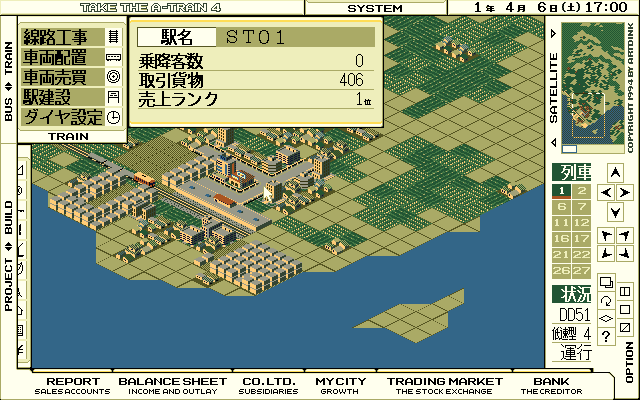 TAKE THE A-TRAIN 4
SYSTEM
1年 4月 6日(土)17:00
BUS ◆ TRAIN
線路工事
車両配置
車両売買
駅建設
ダイヤ設定
TRAIN
駅名 ST01
乗降客数 0
取引貨物 406
売上ランク 1位
SATELLITE
COPYRIGHT 1994 BY ARTDINK
PROJECT ◆ BUILD
列車
1 2
6 7
11 12
16 17
21 22
26 27
状況
DD51
4
運行
?
OPTION
REPORT
SALES ACCOUNTS
BALANCE SHEET
INCOME AND OUTLAY
CO.LTD.
SUBSIDIARIES
MYCITY
GROWTH
TRADING MARKET
THE STOCK EXCHANGE
BANK
THE CREDITOR